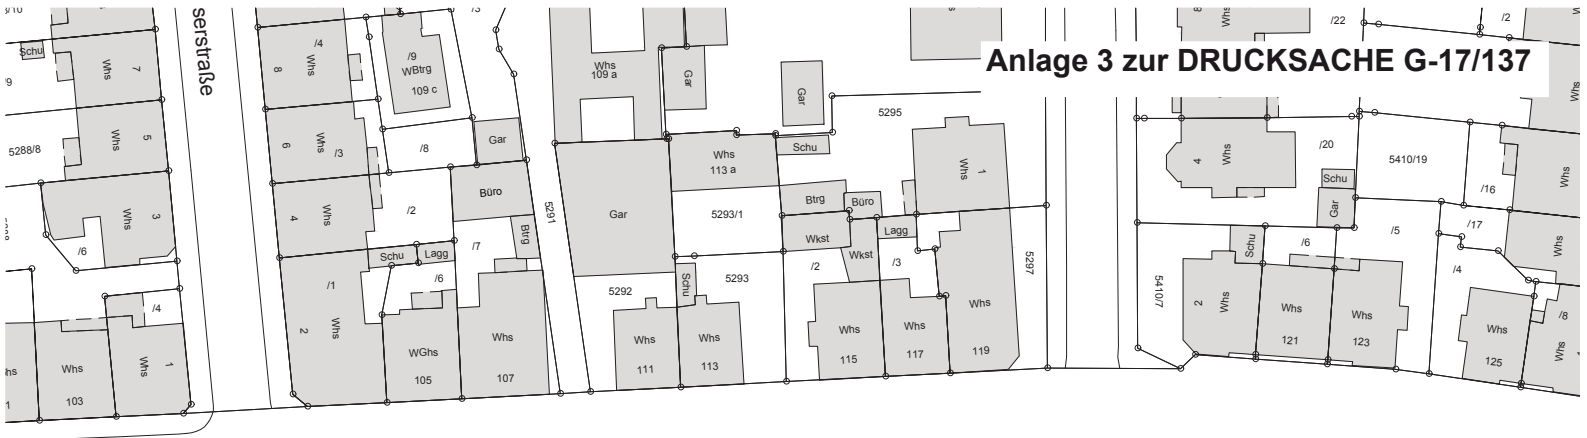 Anlage 3 zur DRUCKSACHE G-17/137
serstraße
/10
Schu
Whs
7
/9
Whs
5
5288/8
Whs
3
/6
/4
Whs
1
Whs
103
/4
Whs
8
/9
WBtrg
109 c
/3
Whs
6
/3
/8
Gar
Whs
4
/2
Büro
Btrg
/7
Schu
Lagg
/6
/1
Whs
2
WGhs
105
Whs
107
5291
Whs
109 a
Gar
Gar
Schu
Whs
113 a
Gar
5293/1
5292
5293
Schu
Whs
111
Whs
113
5295
Btrg
Büro
Wkst
Wkst
Lagg
/2
/3
Whs
1
Whs
115
Whs
117
Whs
119
5297
Whs
8
/22
/2
Whs
Whs
4
/20
Schu
Gar
5410/19
/16
Whs
5410/7
Schu
/6
/5
/17
/4
Whs
Whs
2
Whs
121
Whs
123
Whs
125
/8
Whs